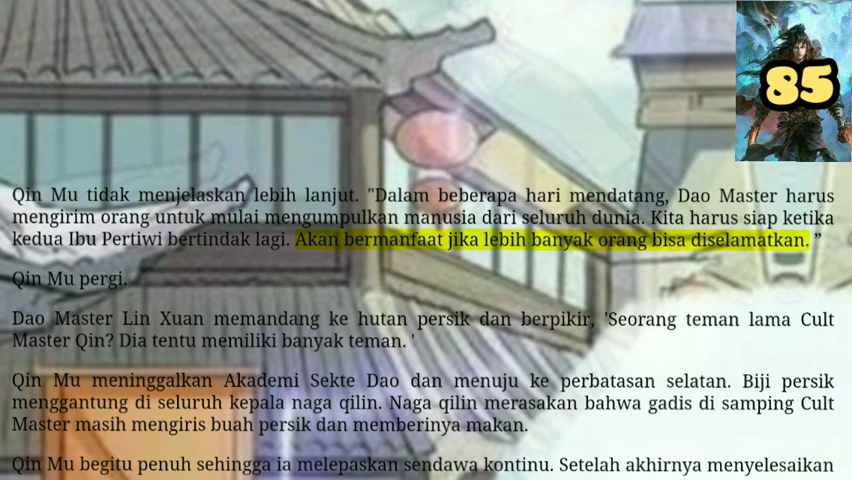 85
Qin Mu tidak menjelaskan lebih lanjut. "Dalam beberapa hari mendatang, Dao Master harus
mengirim orang untuk mulai mengumpulkan manusia dari seluruh dunia. Kita harus siap ketika
kedua Ibu Pertiwi bertindak lagi. Akan bermanfaat jika lebih banyak orang bisa diselamatkan. ”
Qin Mu pergi.
Dao Master Lin Xuan memandang ke hutan persik dan berpikir, 'Seorang teman lama Cult
Master Qin? Dia tentu memiliki banyak teman. '
Qin Mu meninggalkan Akademi Sekte Dao dan menuju ke perbatasan selatan. Biji persik
menggantung di seluruh kepala naga qilin. Naga qilin merasakan bahwa gadis di samping Cult
Master masih mengiris buah persik dan memberinya makan.
Qin Mu begitu penuh sehingga ia melepaskan sendawa kontinu. Setelah akhirnya menyelesaikan